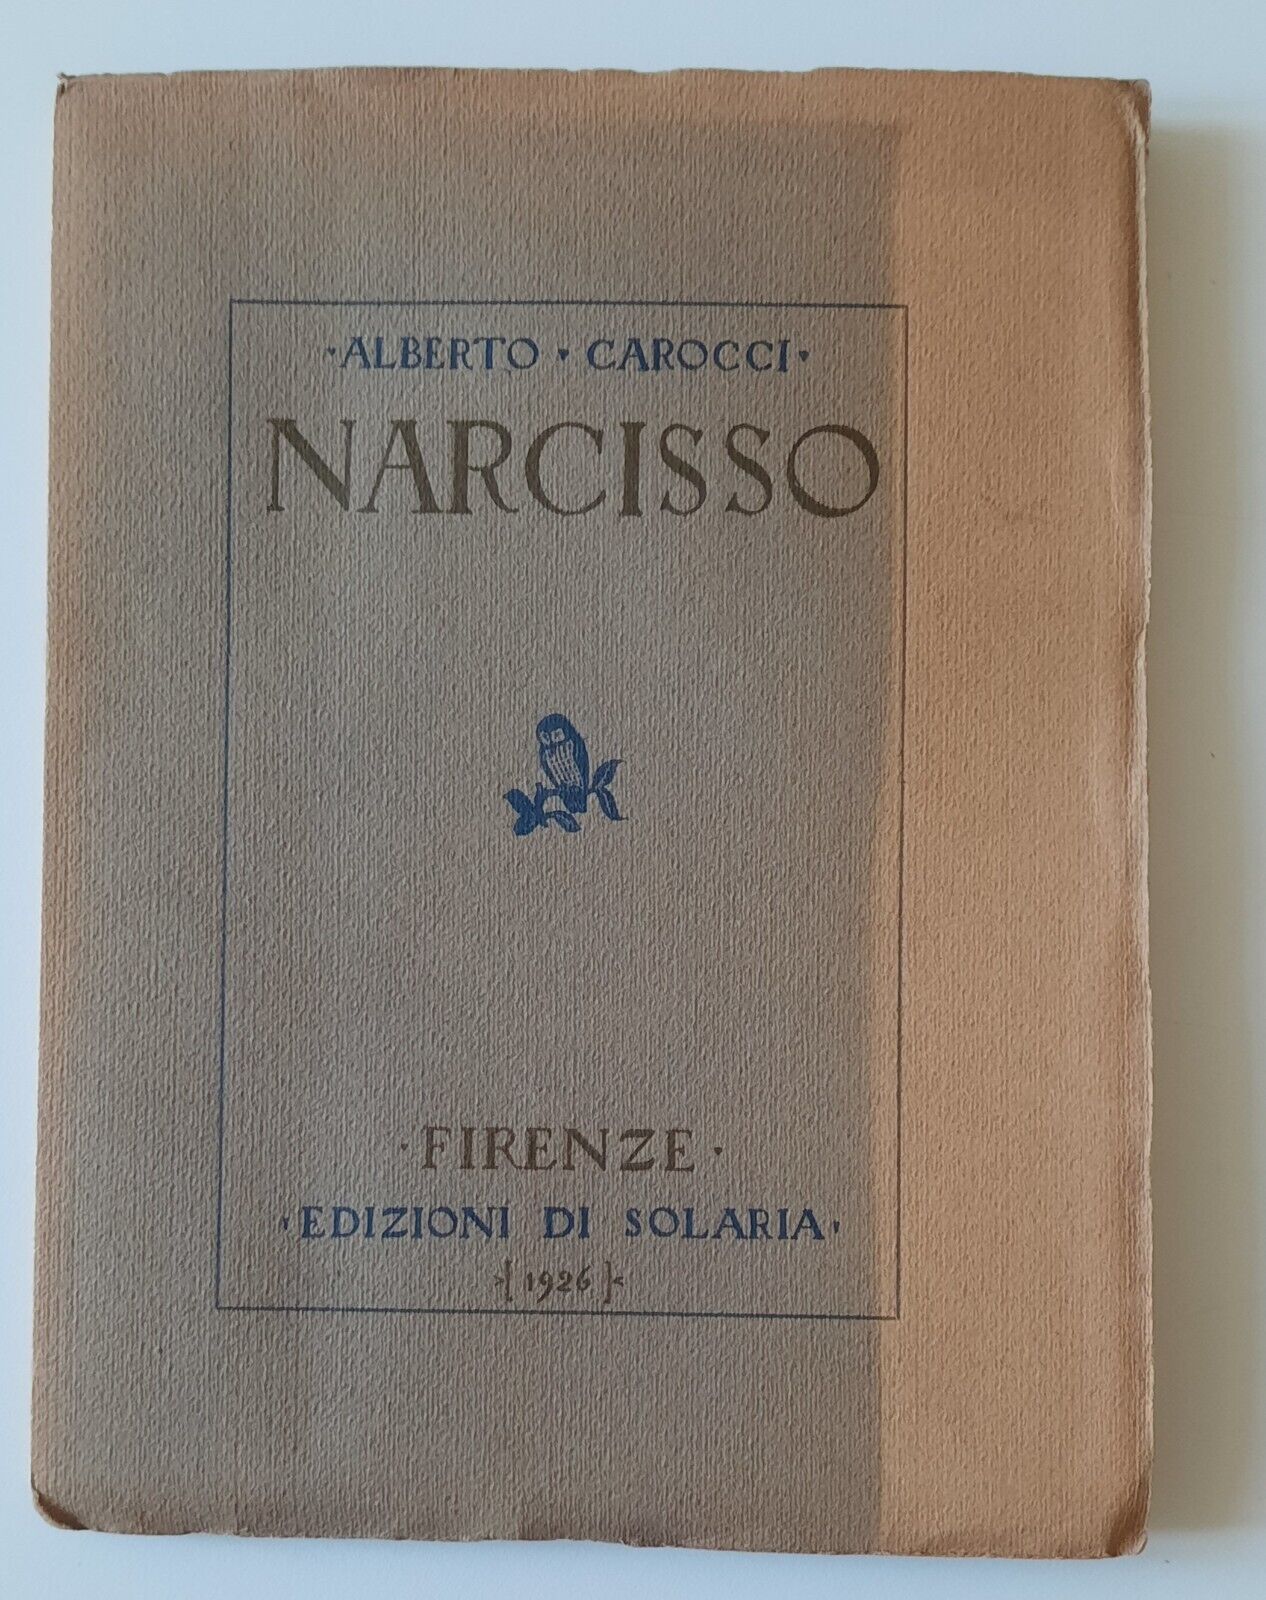 ·ALBERTO · CAROCCI·
NARCISSO
·FIRENZE·
·EDIZIONI DI SOLARIA·
[1926]